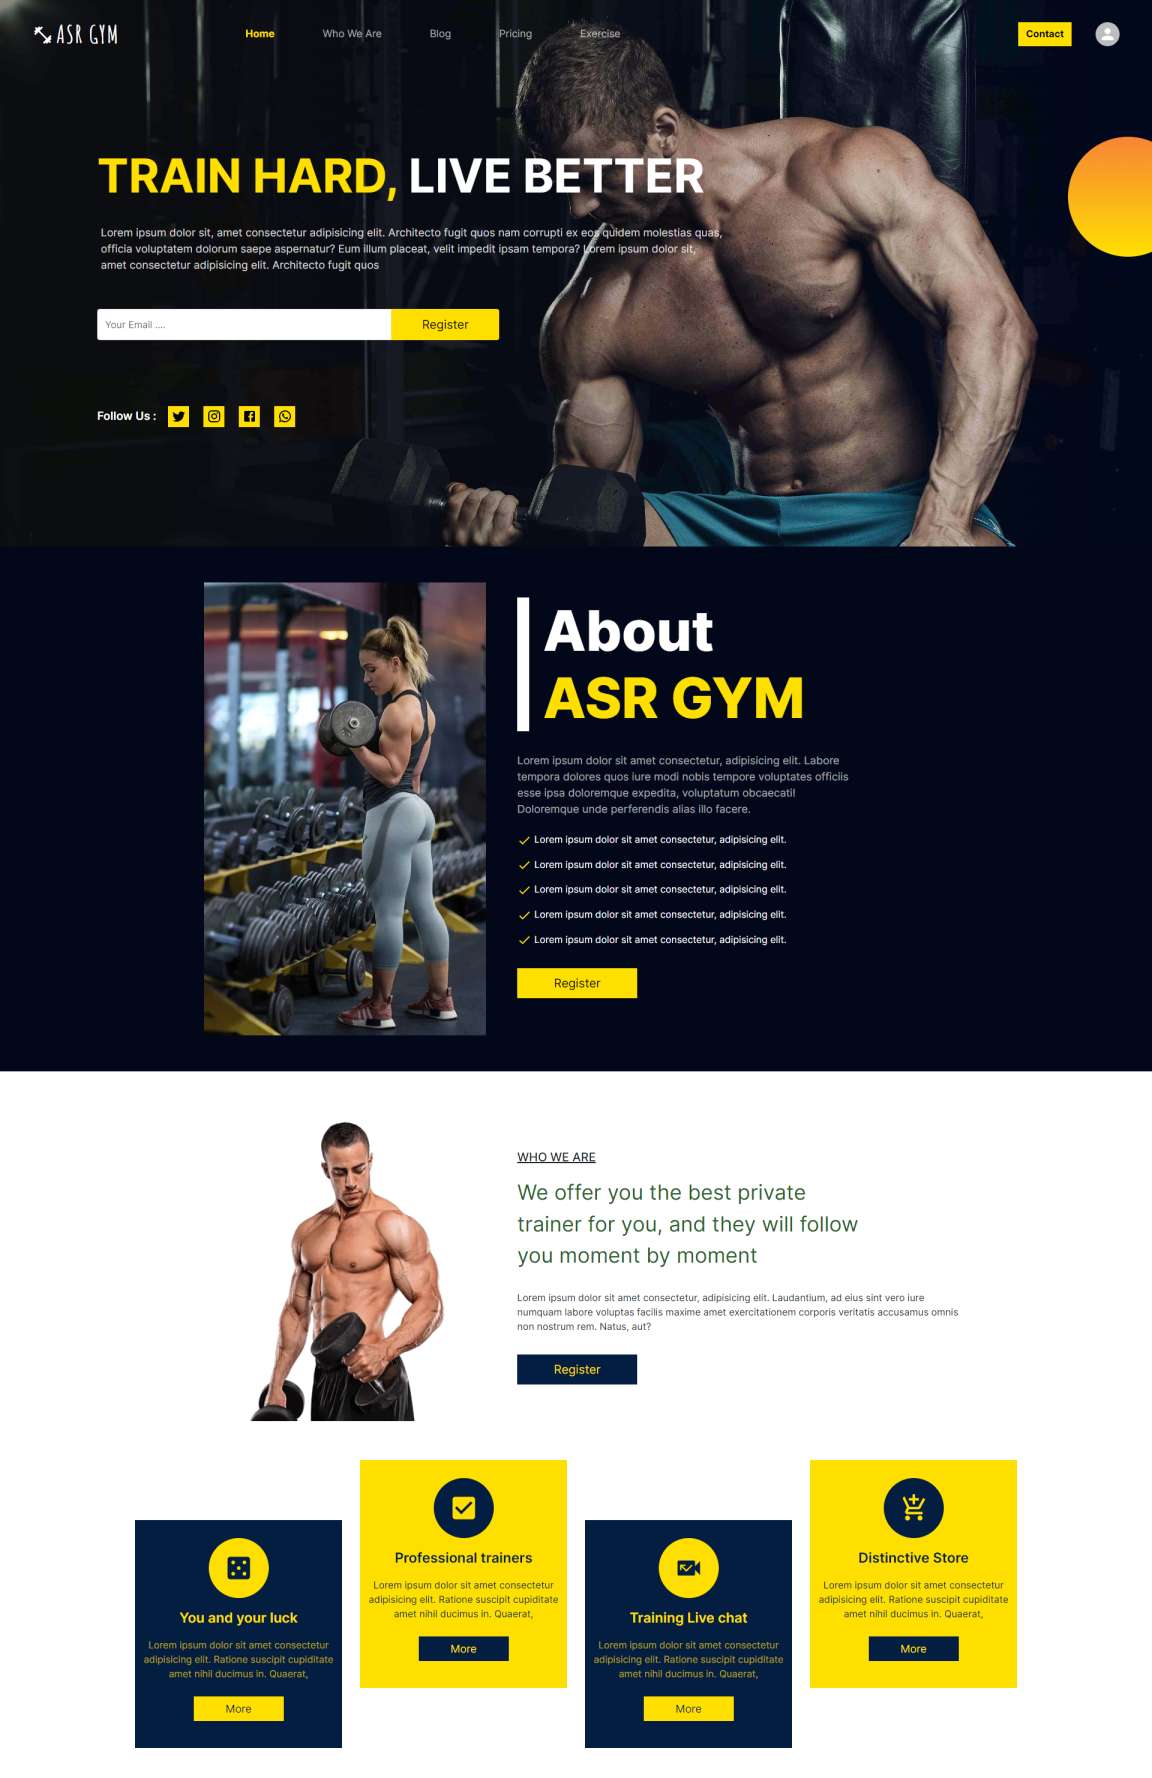 ASR GYM
Home
Who We Are
Blog
Pricing
Exercise
Contact
TRAIN HARD, LIVE BETTER
Lorem ipsum dolor sit, amet consectetur adipisicing elit. Architecto fugit quos nam corrupti ex eos quidem molestias quas,
officia voluptatem dolorum saepe aspernatur? Eum illum placeat, velit impedit ipsam tempora? Lorem ipsum dolor sit,
amet consectetur adipisicing elit. Architecto fugit quos
Your Email ....
Register
Follow Us :
About
ASR GYM
Lorem ipsum dolor sit amet consectetur, adipisicing elit. Labore
tempora dolores quos iure modi nobis tempore voluptates officiis
esse ipsa doloremque expedita, voluptatum obcaecati!
Doloremque unde perferendis alias illo facere.
Lorem ipsum dolor sit amet consectetur, adipisicing elit.
Lorem ipsum dolor sit amet consectetur, adipisicing elit.
Lorem ipsum dolor sit amet consectetur, adipisicing elit.
Lorem ipsum dolor sit amet consectetur, adipisicing elit.
Lorem ipsum dolor sit amet consectetur, adipisicing elit.
Register
WHO WE ARE
We offer you the best private
trainer for you, and they will follow
you moment by moment
Lorem ipsum dolor sit amet consectetur, adipisicing elit. Laudantium, ad eius sint vero iure
numquam labore voluptas facilis maxime amet exercitationem corporis veritatis accusamus omnis
non nostrum rem. Natus, aut?
Register
You and your luck
Lorem ipsum dolor sit amet consectetur
adipisicing elit. Ratione suscipit cupiditate
amet nihil ducimus in. Quaerat,
More
Professional trainers
Lorem ipsum dolor sit amet consectetur
adipisicing elit. Ratione suscipit cupiditate
amet nihil ducimus in. Quaerat,
More
Training Live chat
Lorem ipsum dolor sit amet consectetur
adipisicing elit. Ratione suscipit cupiditate
amet nihil ducimus in. Quaerat,
More
Distinctive Store
Lorem ipsum dolor sit amet consectetur
adipisicing elit. Ratione suscipit cupiditate
amet nihil ducimus in. Quaerat,
More